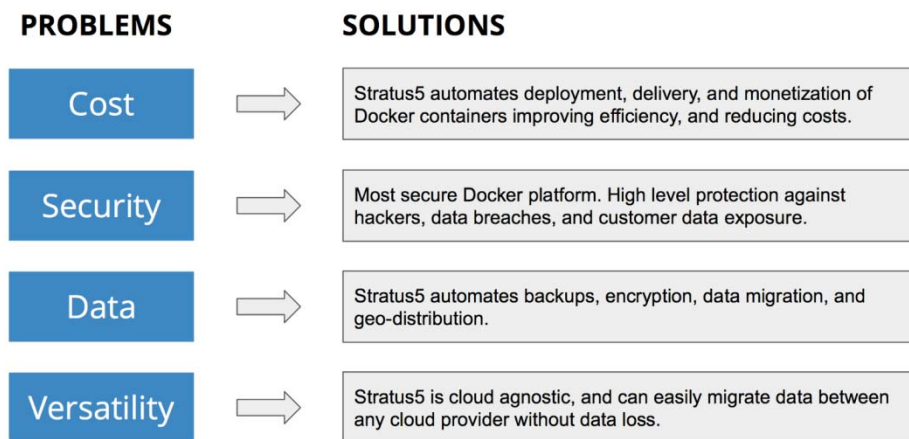 PROBLEMS
SOLUTIONS
Cost
Stratus5 automates deployment, delivery, and monetization of
Docker containers improving efficiency, and reducing costs.
Security
Most secure Docker platform. High level protection against
hackers, data breaches, and customer data exposure.
Data
Stratus5 automates backups, encryption, data migration, and
geo-distribution.
Versatility
Stratus5 is cloud agnostic, and can easily migrate data between
any cloud provider without data loss.